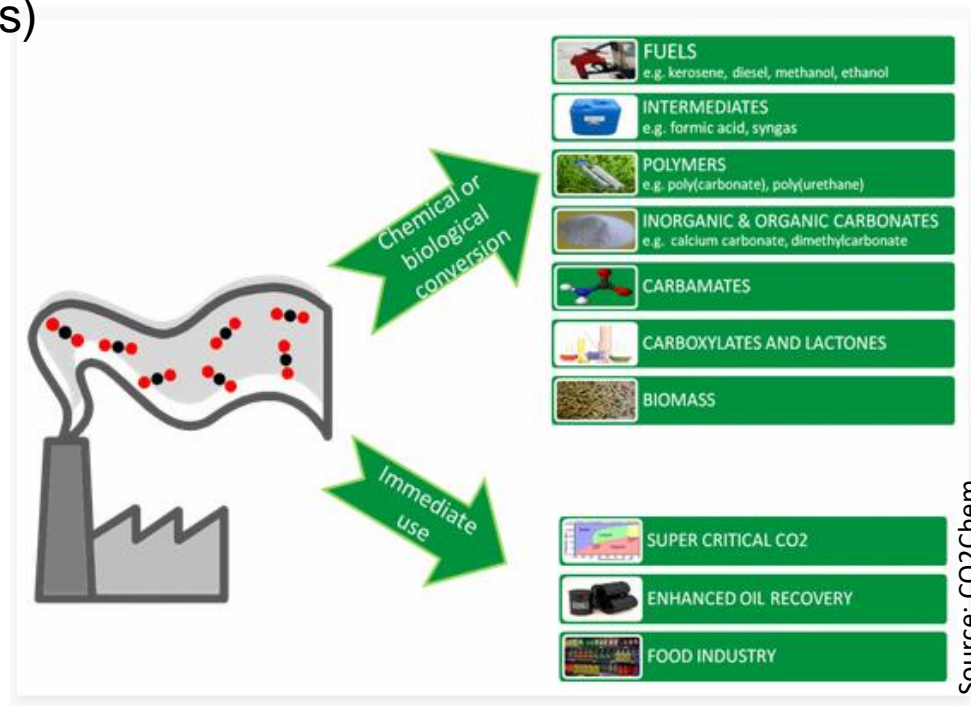 s)
FUELS
e.g. kerosene, diesel, methanol, ethanol
INTERMEDIATES
e.g. formic acid, syngas
POLYMERS
e.g. poly(carbonate), poly(urethane)
INORGANIC & ORGANIC CARBONATES
e.g. calcium carbonate, dimethylcarbonate
CARBAMATES
CARBOXYLATES AND LACTONES
BIOMASS
Chemical or
biological
conversion
Immediate
use
SUPER CRITICAL CO2
ENHANCED OIL RECOVERY
FOOD INDUSTRY
Source: CO2Chem